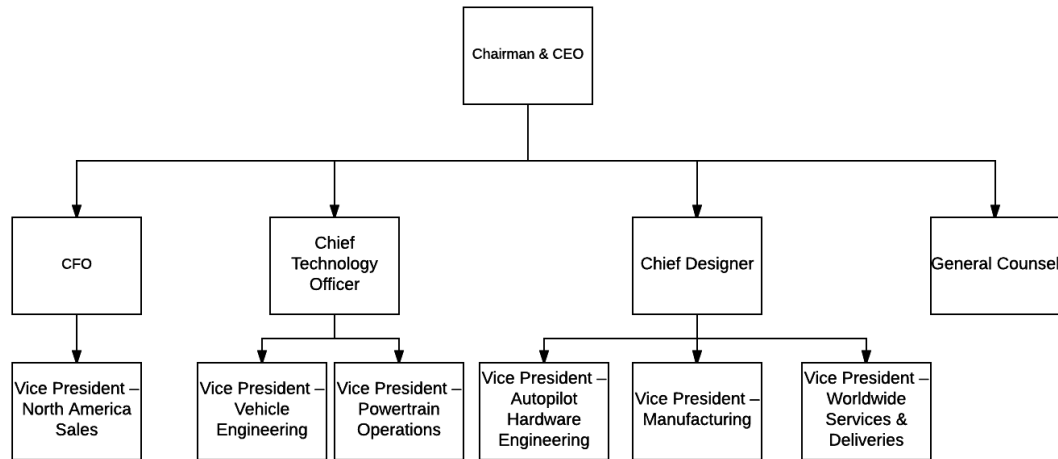 Chairman & CEO
CFO
Chief
Technology
Officer
Chief Designer
General Counsel
Vice President –
North America
Sales
Vice President –
Vehicle
Engineering
Vice President –
Powertrain
Operations
Vice President –
Autopilot
Hardware
Engineering
Vice President –
Manufacturing
Vice President –
Worldwide
Services &
Deliveries